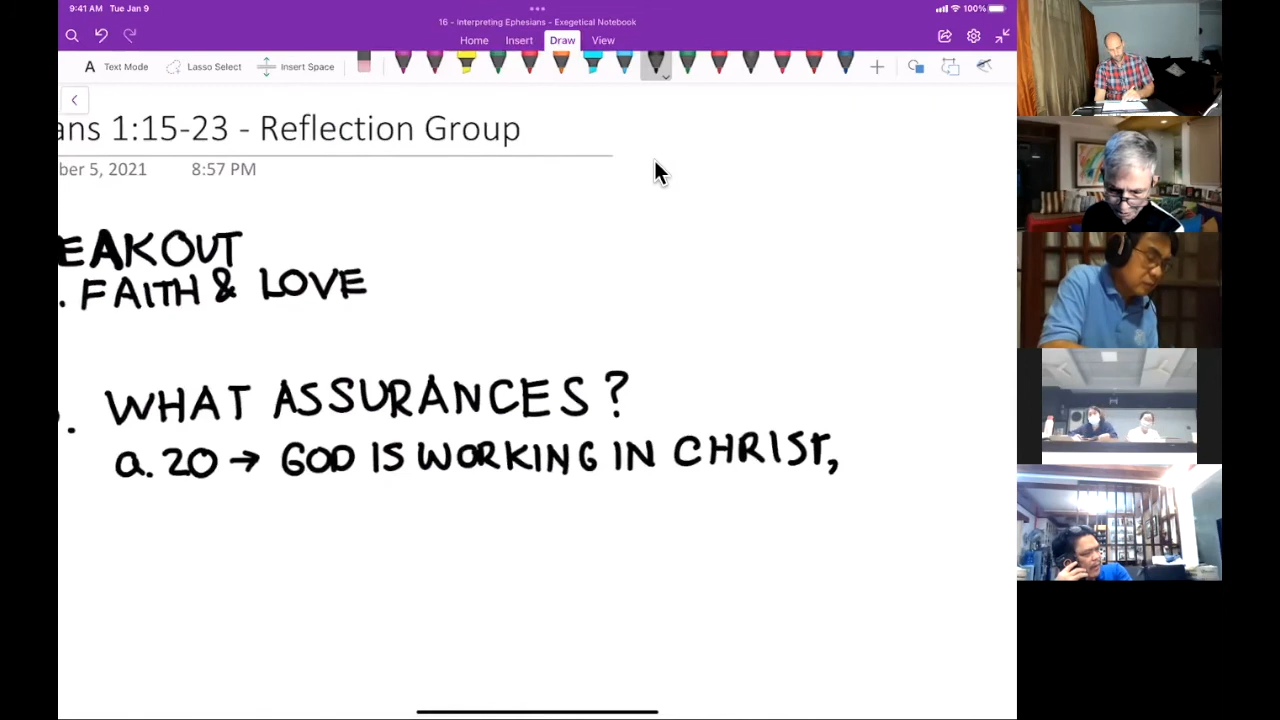 9:41 AM Tue Jan 9
100%
16 - Interpreting Ephesians - Exegetical Notebook
Home Insert Draw View
A Text Mode Lasso Select Insert Space
ans 1:15-23 - Reflection Group
ber 5, 2021 8:57 PM
EAKOUT
. FAITH & LOVE
. WHAT ASSURANCES?
a. 20 → GOD IS WORKING IN CHRIST,